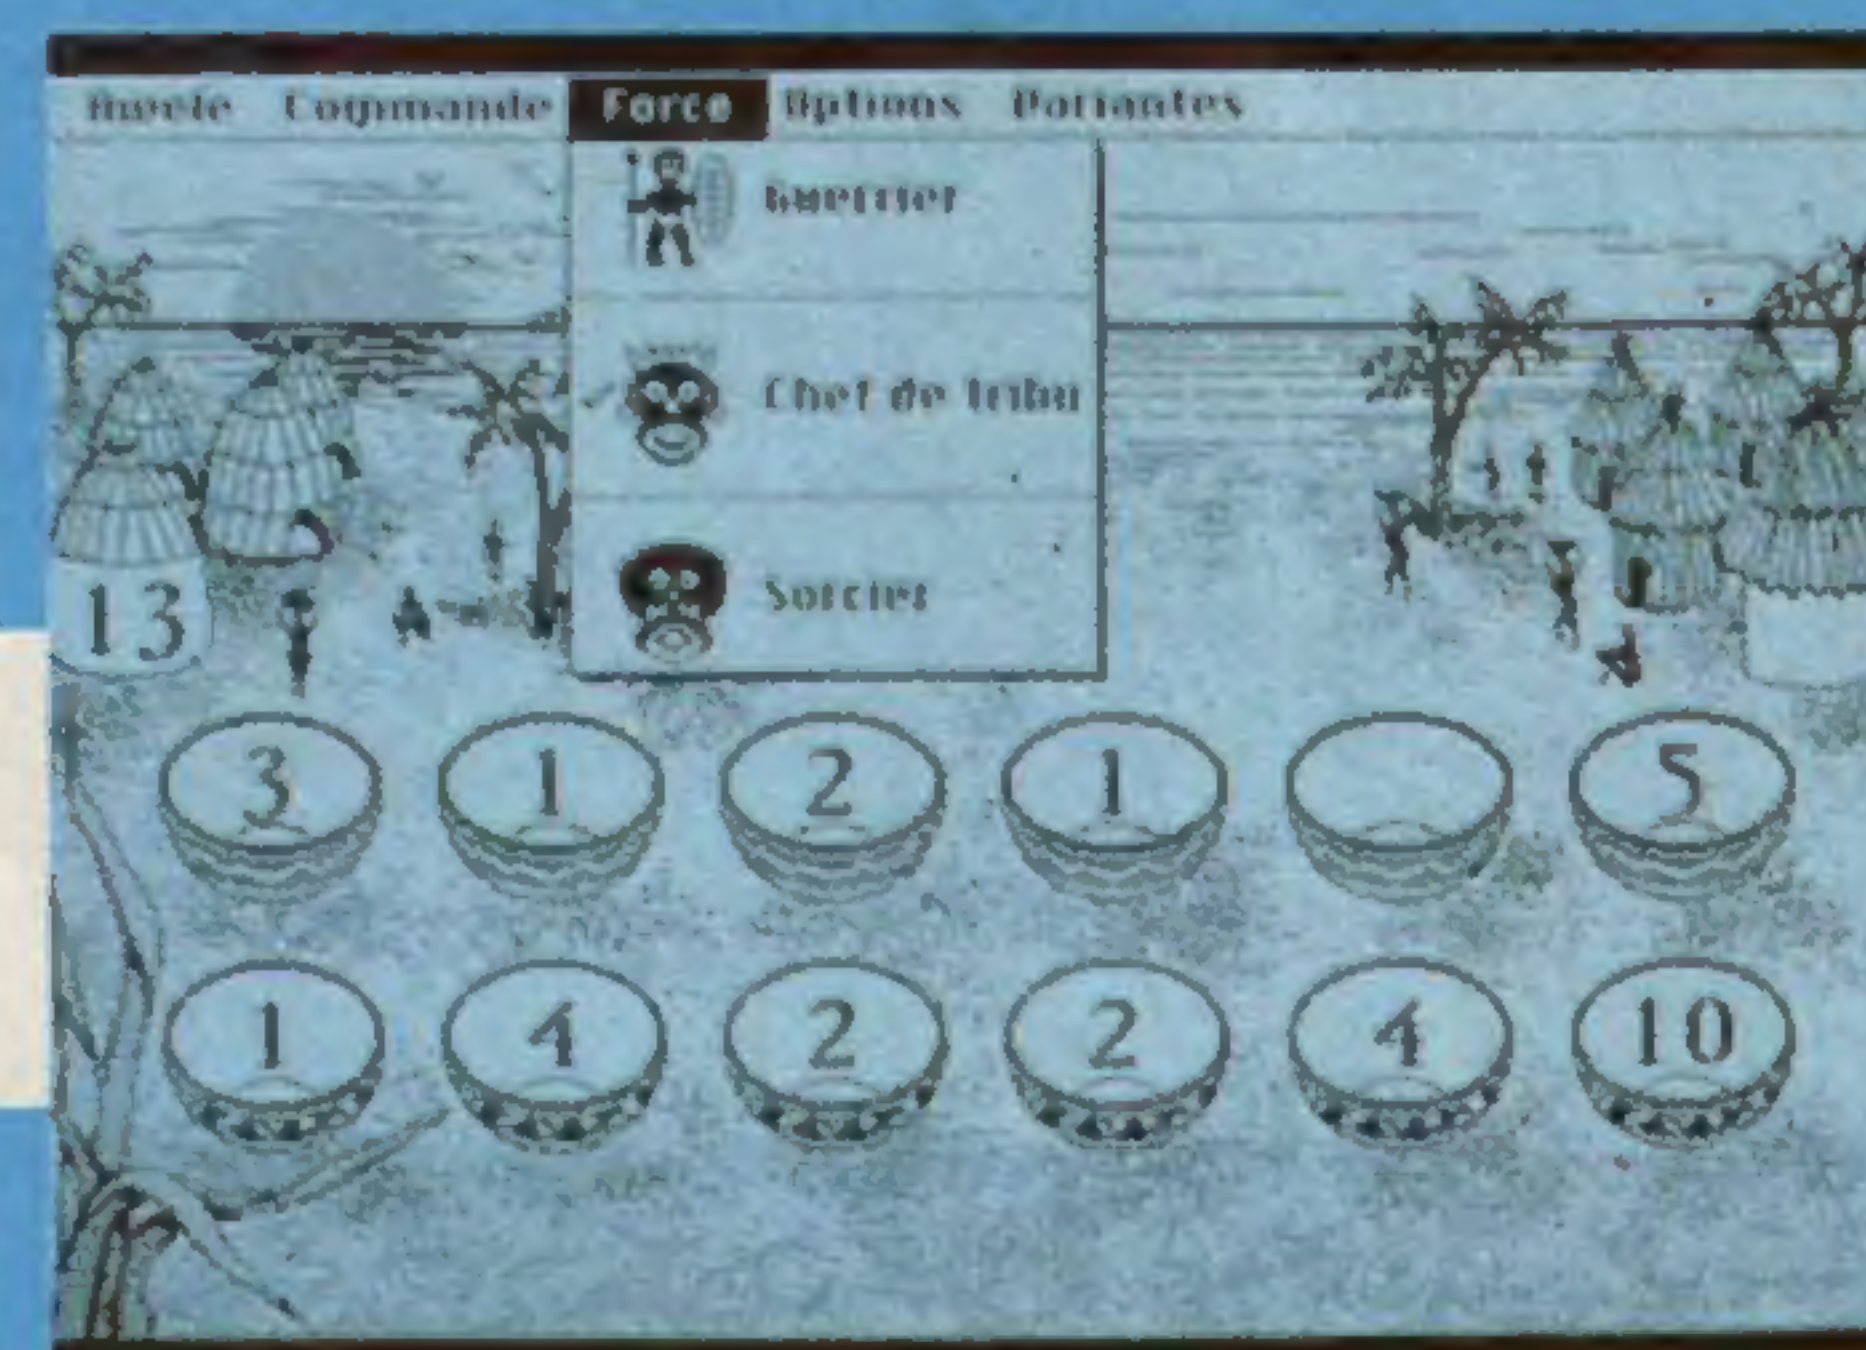 Awele Commande Force Options Variantes
Guerrier
Chef de tribu
Sorcier
13
3 1 2 1 5
1 4 2 2 4 10